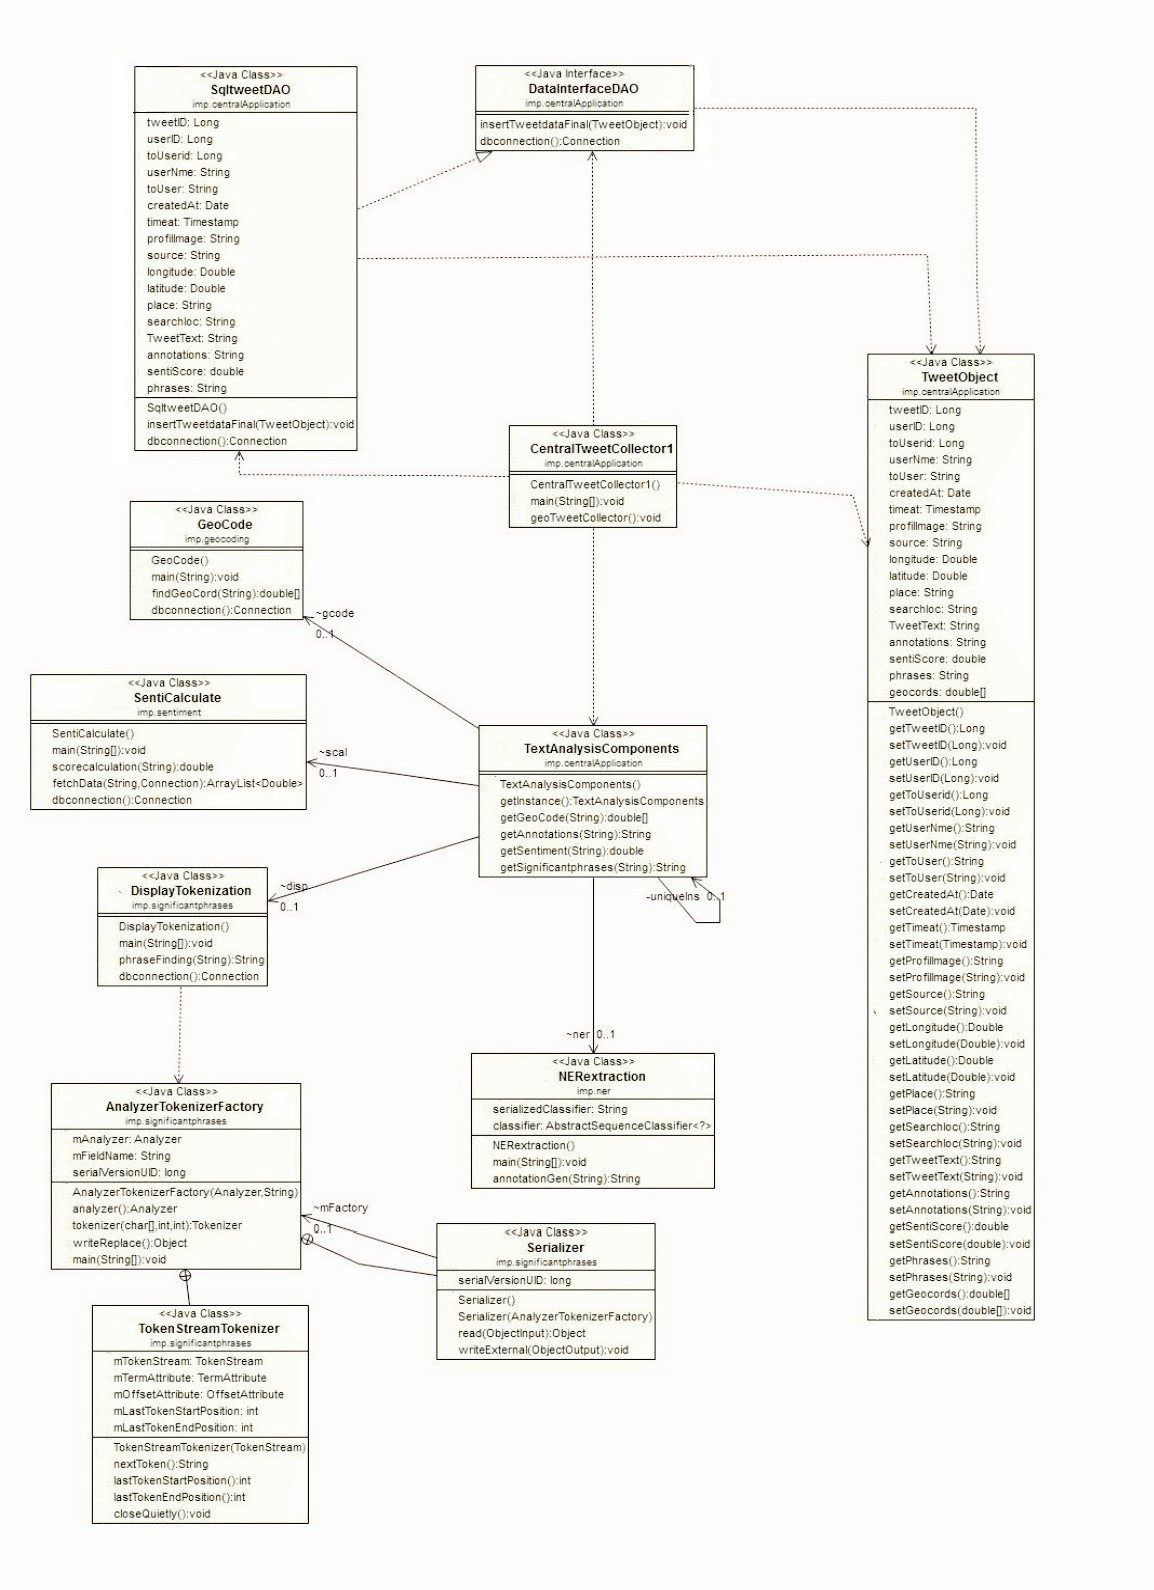 <<Java Class>>
SqltweetDAO
imp.centralApplication
tweetID: Long
userID: Long
toUserid: Long
userNme: String
toUser: String
createdAt: Date
timeat: Timestamp
profilImage: String
source: String
longitude: Double
latitude: Double
place: String
searchloc: String
TweetText: String
annotations: String
sentiScore: double
phrases: String
SqltweetDAO()
insertTweetdataFinal(TweetObject):void
dbconnection():Connection
<<Java Interface>>
DataInterfaceDAO
imp.centralApplication
insertTweetdataFinal(TweetObject):void
dbconnection():Connection
<<Java Class>>
CentralTweetCollector1
imp.centralApplication
CentralTweetCollector1()
main(String[]):void
geoTweetCollector():void
<<Java Class>>
TweetObject
imp.centralApplication
tweetID: Long
userID: Long
toUserid: Long
userNme: String
toUser: String
createdAt: Date
timeat: Timestamp
profilImage: String
source: String
longitude: Double
latitude: Double
place: String
searchloc: String
TweetText: String
annotations: String
sentiScore: double
phrases: String
geocords: double[]
TweetObject()
getTweetID():Long
setTweetID(Long):void
getUserID():Long
setUserID(Long):void
getToUserid():Long
setToUserid(Long):void
getUserNme():String
setUserNme(String):void
getToUser():String
setToUser(String):void
getCreatedAt():Date
setCreatedAt(Date):void
getTimeat():Timestamp
setTimeat(Timestamp):void
getProfilImage():String
setProfilImage(String):void
getSource():String
setSource(String):void
getLongitude():Double
setLongitude(Double):void
getLatitude():Double
setLatitude(Double):void
getPlace():String
setPlace(String):void
getSearchloc():String
setSearchloc(String):void
getTweetText():String
setTweetText(String):void
getAnnotations():String
setAnnotations(String):void
getSentiScore():double
setSentiScore(double):void
getPhrases():String
setPhrases(String):void
getGeocords():double[]
setGeocords(double[]):void
<<Java Class>>
GeoCode
imp.geocoding
GeoCode()
main(String):void
findGeoCord(String):double[]
dbconnection():Connection
~gcode
0..1
<<Java Class>>
SentiCalculate
imp.sentiment
SentiCalculate()
main(String[]):void
scorecalculation(String):double
fetchData(String,Connection):ArrayList<Double>
dbconnection():Connection
~scal
0..1
<<Java Class>>
TextAnalysisComponents
imp.centralApplication
TextAnalysisComponents()
getInstance():TextAnalysisComponents
getGeoCode(String):double[]
getAnnotations(String):String
getSentiment(String):double
getSignificantphrases(String):String
-uniqueIns 0..1
<<Java Class>>
DisplayTokenization
imp.significantphrases
DisplayTokenization()
main(String[]):void
phraseFinding(String):String
dbconnection():Connection
~disp
0..1
~ner 0..1
<<Java Class>>
NERextraction
imp.ner
serializedClassifier: String
classifier: AbstractSequenceClassifier<?>
NERextraction()
main(String[]):void
annotationGen(String):String
<<Java Class>>
AnalyzerTokenizerFactory
imp.significantphrases
mAnalyzer: Analyzer
mFieldName: String
serialVersionUID: long
AnalyzerTokenizerFactory(Analyzer,String)
analyzer():Analyzer
tokenizer(char[],int,int):Tokenizer
writeReplace():Object
main(String[]):void
~mFactory
0..1
<<Java Class>>
Serializer
imp.significantphrases
serialVersionUID: long
Serializer()
Serializer(AnalyzerTokenizerFactory)
read(ObjectInput):Object
writeExternal(ObjectOutput):void
<<Java Class>>
TokenStreamTokenizer
imp.significantphrases
mTokenStream: TokenStream
mTermAttribute: TermAttribute
mOffsetAttribute: OffsetAttribute
mLastTokenStartPosition: int
mLastTokenEndPosition: int
TokenStreamTokenizer(TokenStream)
nextToken():String
lastTokenStartPosition():int
lastTokenEndPosition():int
closeQuietly():void